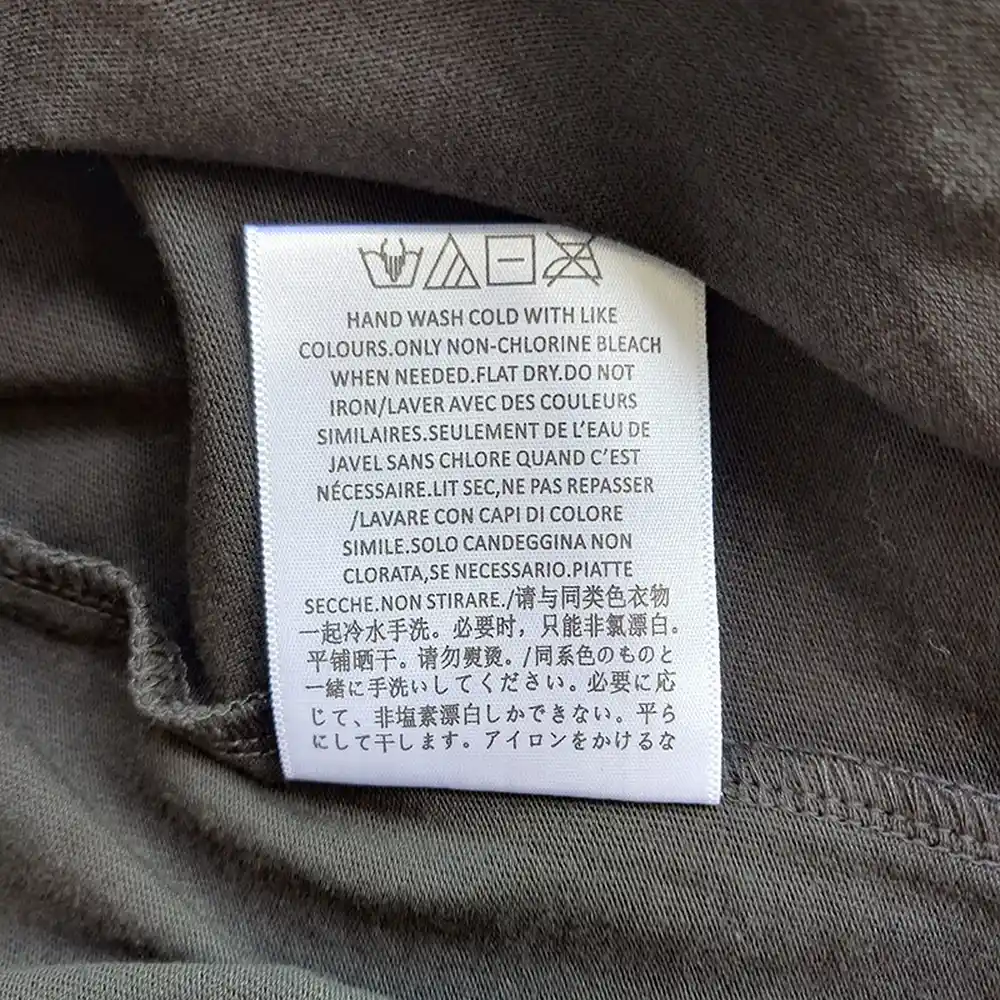 HAND WASH COLD WITH LIKE
COLOURS.ONLY NON-CHLORINE BLEACH
WHEN NEEDED.FLAT DRY.DO NOT
IRON/LAVER AVEC DES COULEURS
SIMILAIRES.SEULEMENT DE L'EAU DE
JAVEL SANS CHLORE QUAND C'EST
NÉCESSAIRE.LIT SEC,NE PAS REPASSER
/LAVARE CON CAPI DI COLORE
SIMILE.SOLO CANDEGGINA NON
CLORATA,SE NECESSARIO.PIATTE
SECCHE.NON STIRARE./请与同类色衣物
一起冷水手洗。必要时，只能非氯漂白。
平铺晒干。请勿熨烫。/同系色のものと
一緒に手洗いしてください。必要に応
じて、非塩素漂白しかできない。平ら
にして干します。アイロンをかけるな